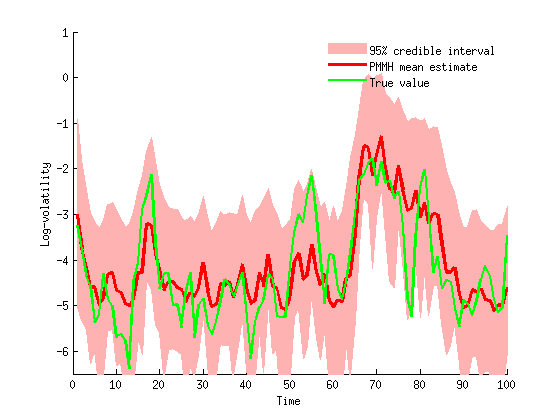 1
0
-1
-2
-3
-4
-5
-6
Log-volatility
95% credible interval
PMMH mean estimate
True value
0 10 20 30 40 50 60 70 80 90 100
Time